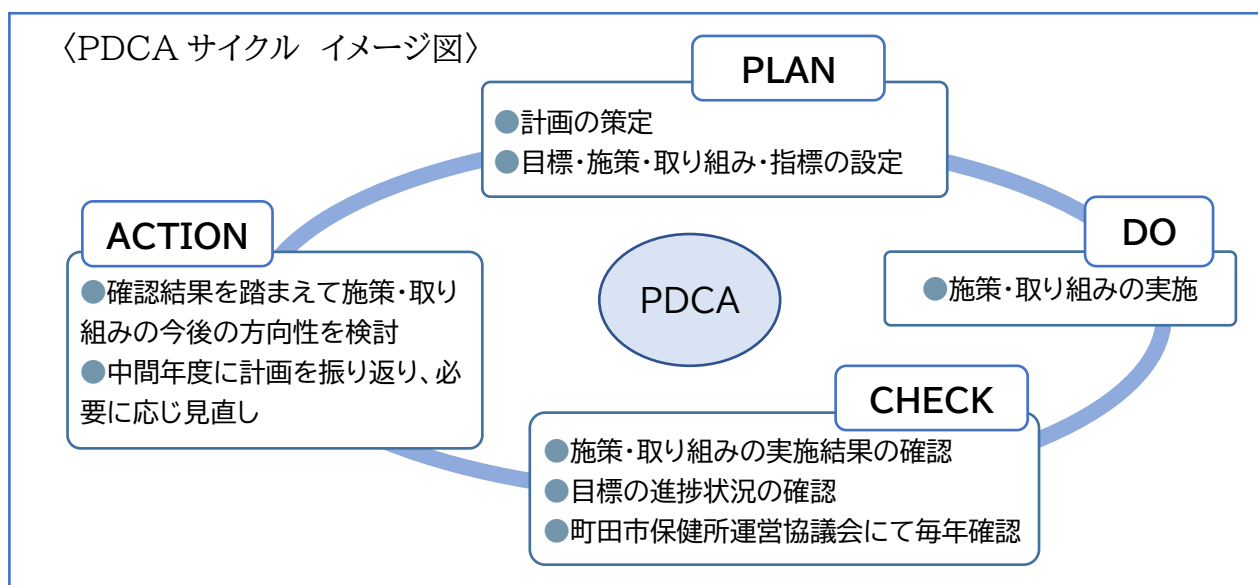 〈PDCA サイクル イメージ図〉
PLAN
●計画の策定
●目標・施策・取り組み・指標の設定
DO
●施策・取り組みの実施
CHECK
●施策・取り組みの実施結果の確認
●目標の進捗状況の確認
●町田市保健所運営協議会にて毎年確認
ACTION
●確認結果を踏まえて施策・取り
組みの今後の方向性を検討
●中間年度に計画を振り返り、必
要に応じ見直し
PDCA